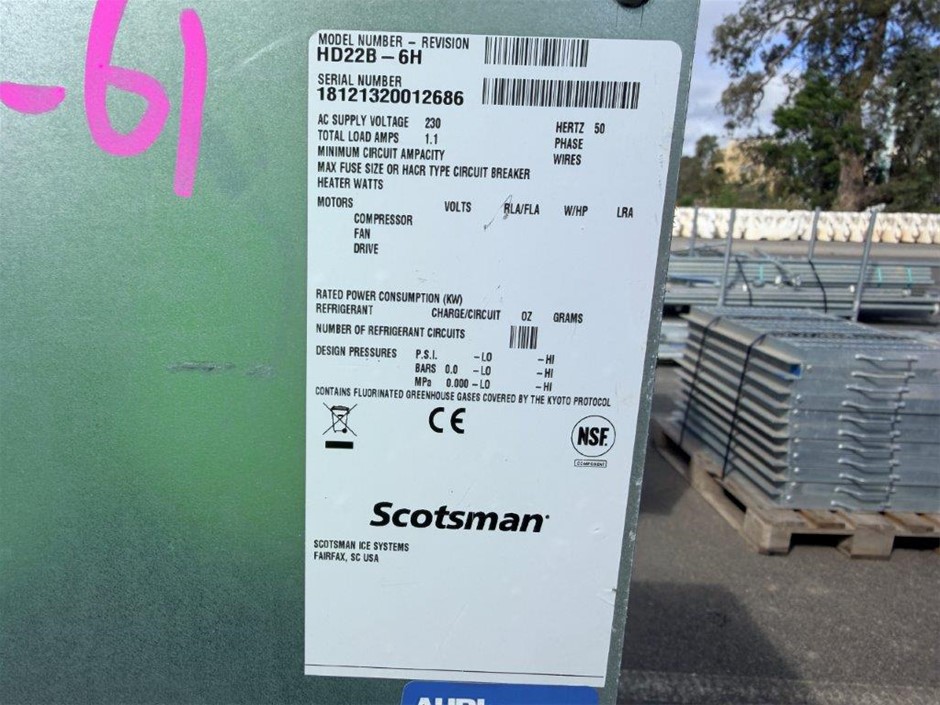 -61
MODEL NUMBER - REVISION
HD22B - 6H
SERIAL NUMBER
18121320012686
AC SUPPLY VOLTAGE 230 HERTZ 50
TOTAL LOAD AMPS 1.1 PHASE
MINIMUM CIRCUIT AMPACITY WIRES
MAX FUSE SIZE OR HACR TYPE CIRCUIT BREAKER
HEATER WATTS
MOTORS VOLTS RLA/FLA W/HP LRA
COMPRESSOR
FAN
DRIVE
RATED POWER CONSUMPTION (KW)
REFRIGERANT CHARGE/CIRCUIT OZ GRAMS
NUMBER OF REFRIGERANT CIRCUITS
DESIGN PRESSURES P.S.I. -LO -HI
BARS 0.0 -LO -HI
MPa 0.000 -LO -HI
CONTAINS FLUORINATED GREENHOUSE GASES COVERED BY THE KYOTO PROTOCOL
CE
NSF.
COMPONENT
Scotsman
SCOTSMAN ICE SYSTEMS
FAIRFAX, SC USA